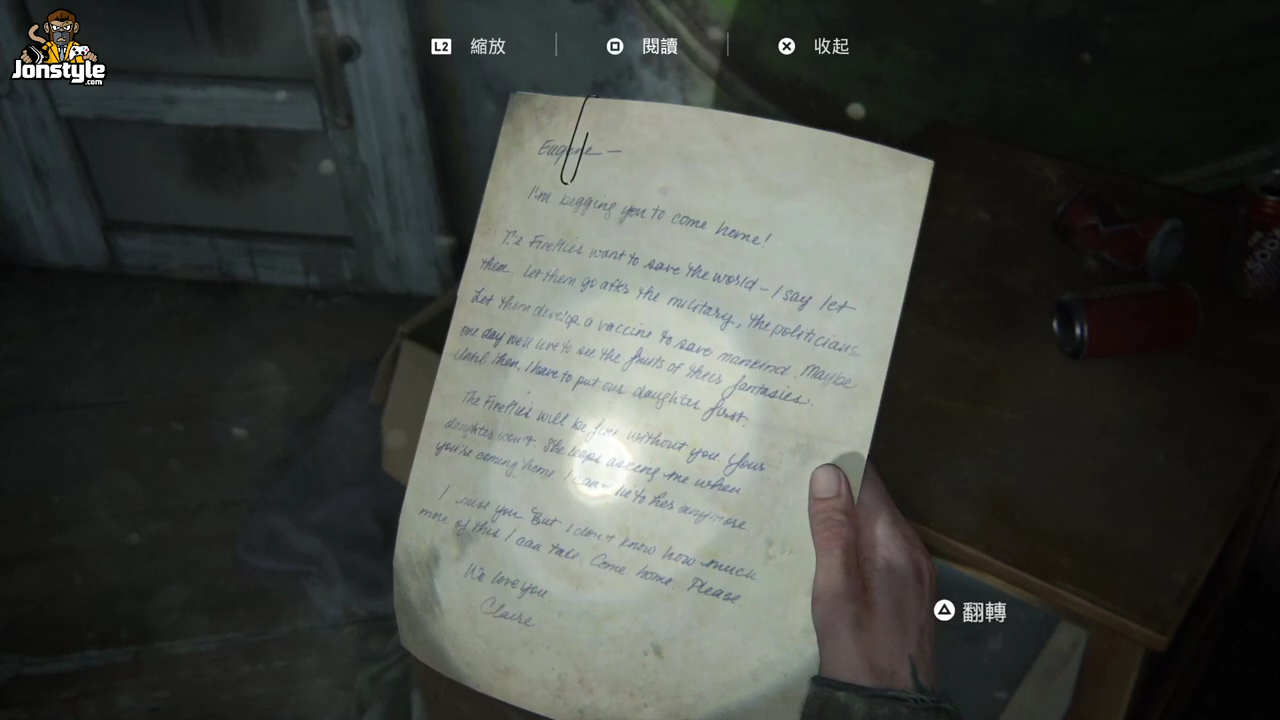 Jonstyle
.com
L2 縮放 閱讀 收起
Eugene —
I'm begging you to come home!
The Fireflies want to save the world - I say let
them. Let them go after the military, the politicians.
Let them develop a vaccine to save mankind. Maybe
one day we'll live to see the fruits of their fantasies.
Until then, I have to put our daughter first.
The Fireflies will be fine without you. Your
daughter won't. She keeps asking me when
you're coming home. I can't lie to her anymore.
I miss you. But I don't know how much
more of this I can take. Come home. Please
We love you.
Claire
翻轉